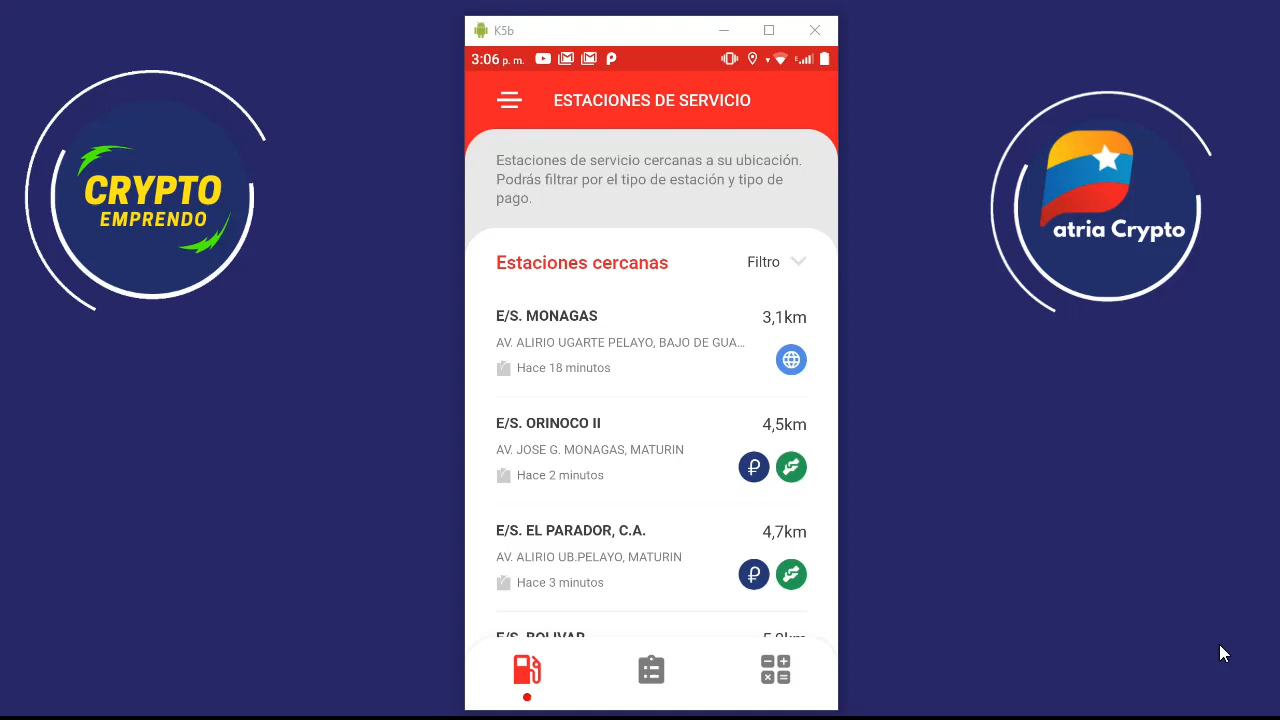 K5b
3:06 p. m.
ESTACIONES DE SERVICIO
Estaciones de servicio cercanas a su ubicación.
Podrás filtrar por el tipo de estación y tipo de
pago.
Estaciones cercanas
Filtro
E/S. MONAGAS
3,1km
AV. ALIRIO UGARTE PELAYO, BAJO DE GUA...
Hace 18 minutos
E/S. ORINOCO II
4,5km
AV. JOSE G. MONAGAS, MATURIN
Hace 2 minutos
E/S. EL PARADOR, C.A.
4,7km
AV. ALIRIO UB.PELAYO, MATURIN
Hace 3 minutos
E/S. BOLIVAR
CRYPTO
EMPRENDO
atria Crypto